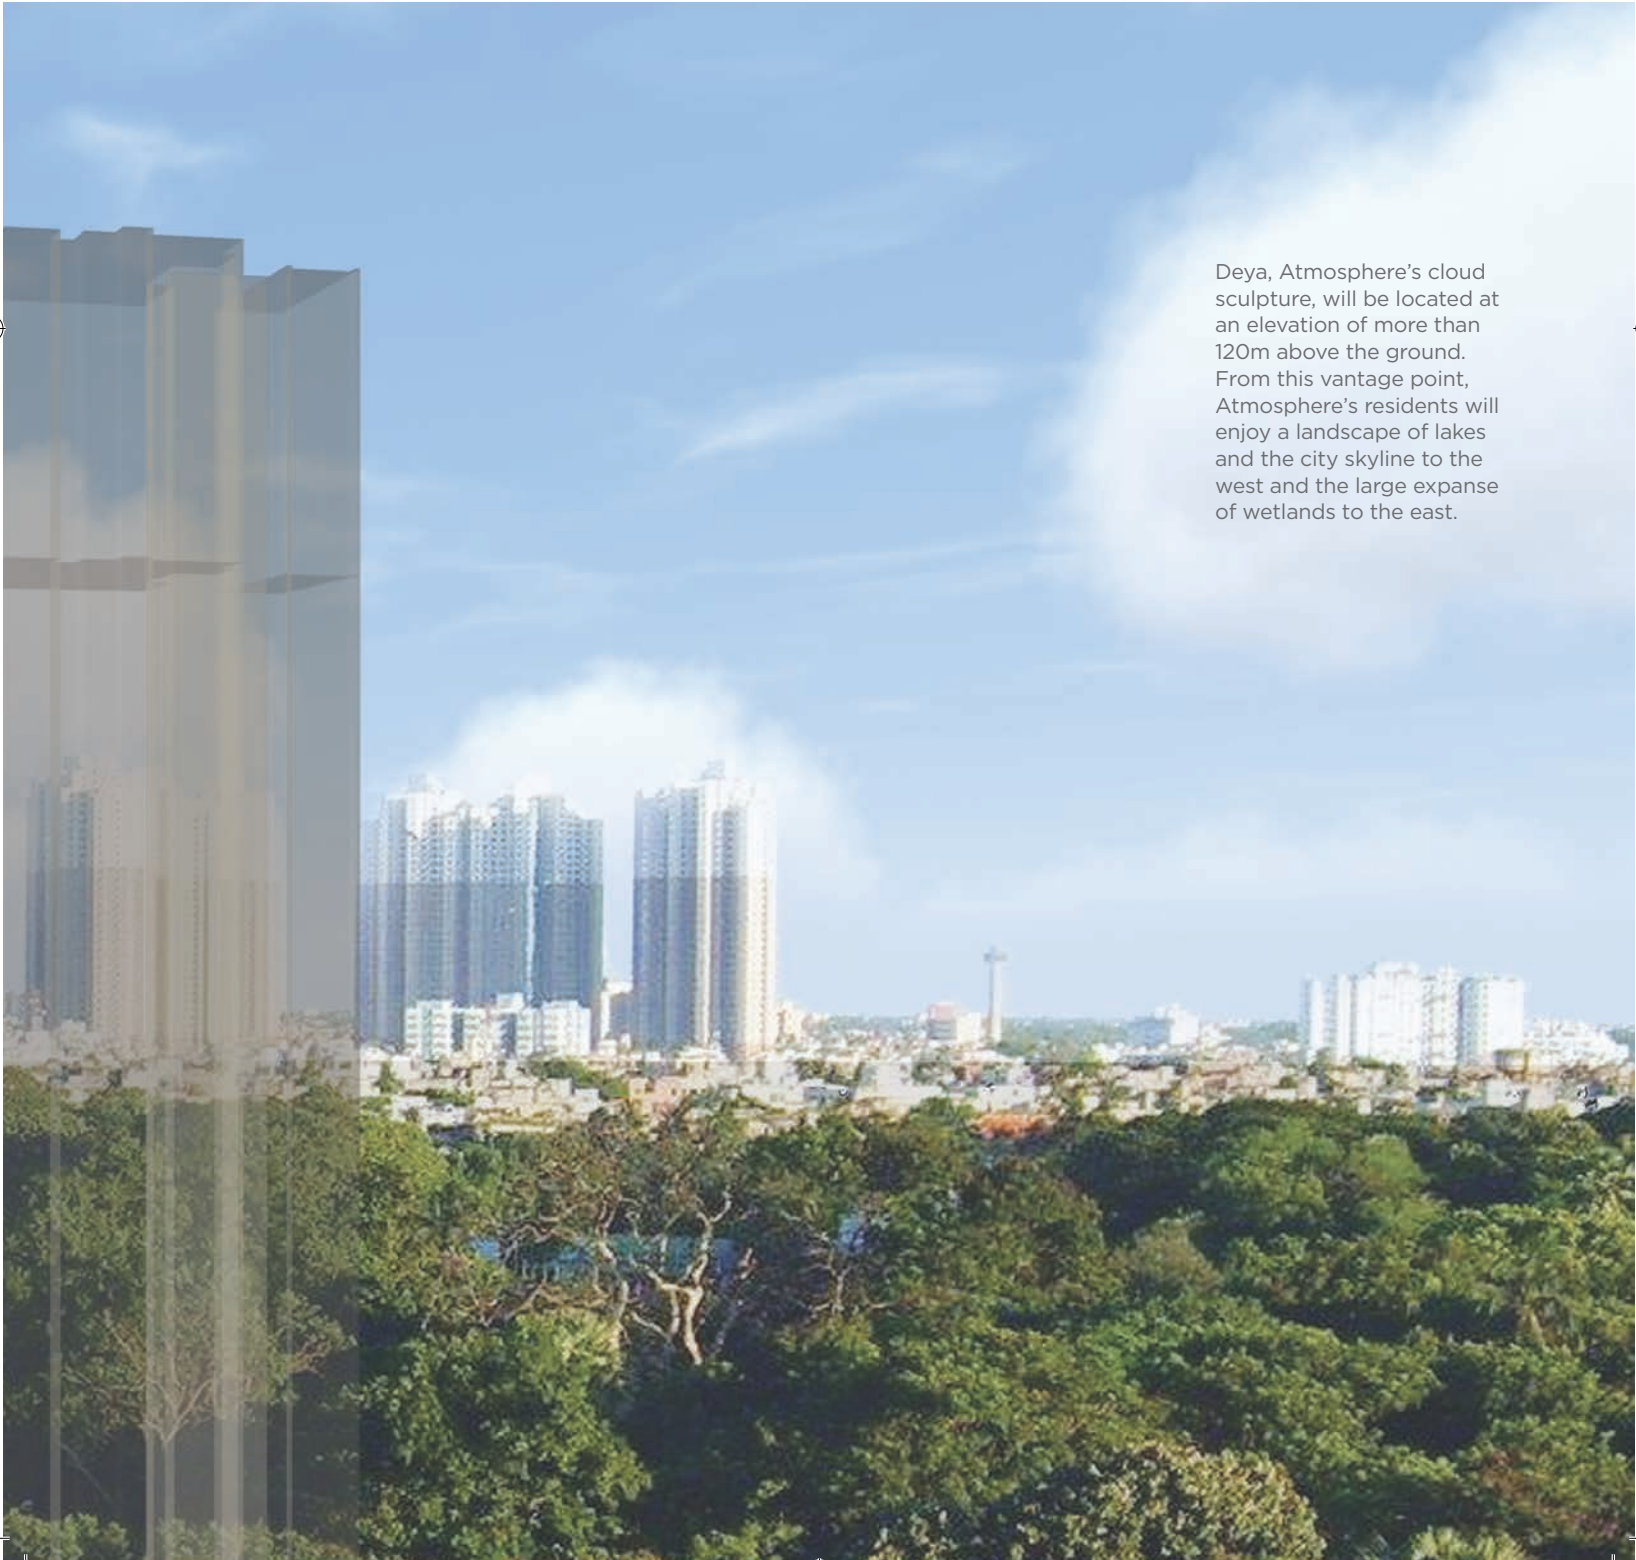 Deya, Atmosphere’s cloud
sculpture, will be located at
an elevation of more than
120m above the ground.
From this vantage point,
Atmosphere’s residents will
enjoy a landscape of lakes
and the city skyline to the
west and the large expanse
of wetlands to the east.